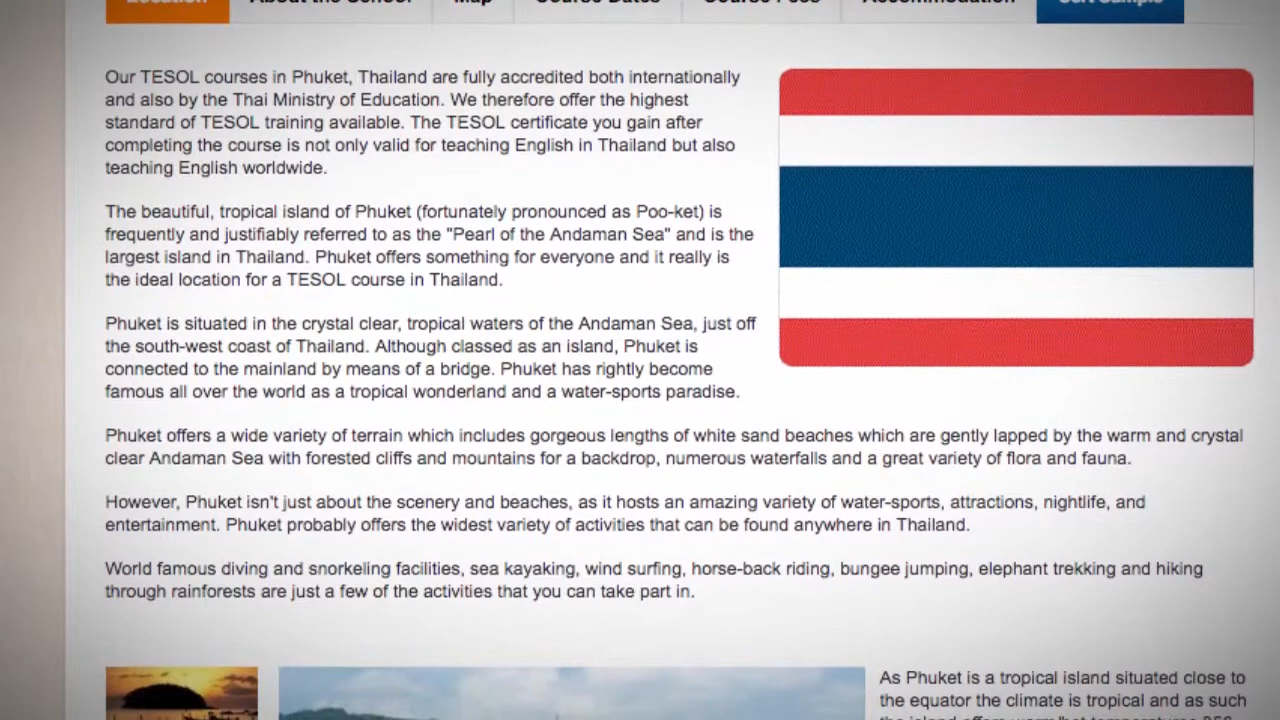 Location About the School Map Course Dates Course Fees Accommodation Cert Sample
Our TESOL courses in Phuket, Thailand are fully accredited both internationally
and also by the Thai Ministry of Education. We therefore offer the highest
standard of TESOL training available. The TESOL certificate you gain after
completing the course is not only valid for teaching English in Thailand but also
teaching English worldwide.
The beautiful, tropical island of Phuket (fortunately pronounced as Poo-ket) is
frequently and justifiably referred to as the "Pearl of the Andaman Sea" and is the
largest island in Thailand. Phuket offers something for everyone and it really is
the ideal location for a TESOL course in Thailand.
Phuket is situated in the crystal clear, tropical waters of the Andaman Sea, just off
the south-west coast of Thailand. Although classed as an island, Phuket is
connected to the mainland by means of a bridge. Phuket has rightly become
famous all over the world as a tropical wonderland and a water-sports paradise.
Phuket offers a wide variety of terrain which includes gorgeous lengths of white sand beaches which are gently lapped by the warm and crystal
clear Andaman Sea with forested cliffs and mountains for a backdrop, numerous waterfalls and a great variety of flora and fauna.
However, Phuket isn't just about the scenery and beaches, as it hosts an amazing variety of water-sports, attractions, nightlife, and
entertainment. Phuket probably offers the widest variety of activities that can be found anywhere in Thailand.
World famous diving and snorkeling facilities, sea kayaking, wind surfing, horse-back riding, bungee jumping, elephant trekking and hiking
through rainforests are just a few of the activities that you can take part in.
As Phuket is a tropical island situated close to
the equator the climate is tropical and as such